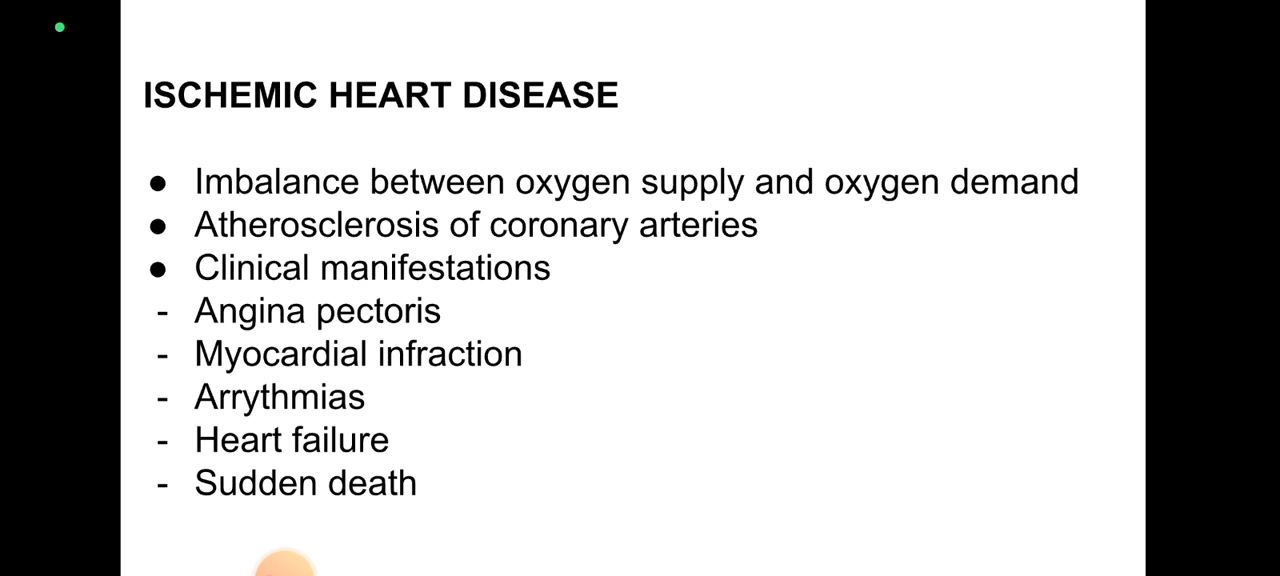 ISCHEMIC HEART DISEASE
● Imbalance between oxygen supply and oxygen demand
● Atherosclerosis of coronary arteries
● Clinical manifestations
- Angina pectoris
- Myocardial infraction
- Arrythmias
- Heart failure
- Sudden death